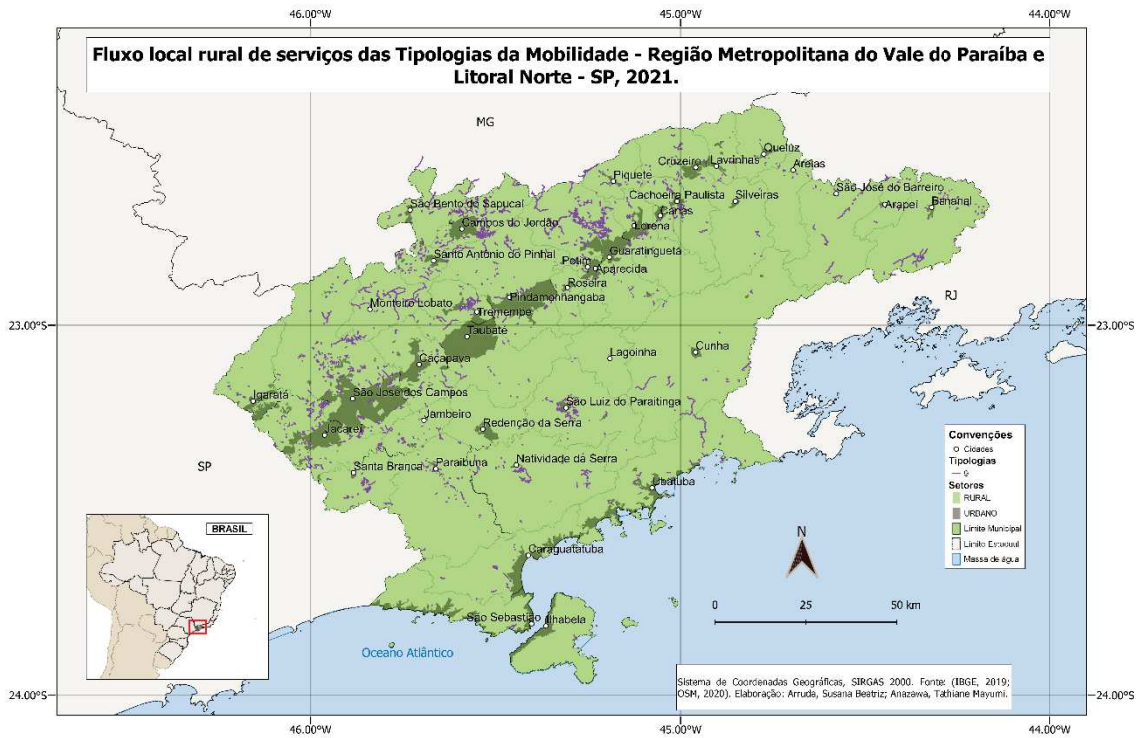 46.00°W
45.00°W
44.00°W
Fluxo local rural de serviços das Tipologias da Mobilidade - Região Metropolitana do Vale do Paraíba e
Litoral Norte - SP, 2021.
MG
Queluz
Cruzeiro
Lavrinhas
Areias
Piquete
São José do Barreiro
Cachoeira Paulista
Silveiras
Arapeí
Bananal
São Bento do Sapucaí
Canas
Campos do Jordão
Lorena
Guaratinguetá
Santo Antônio do Pinhal
Potim
Aparecida
Roseira
RJ
Monteiro Lobato
Pindamonhangaba
Tremembé
23.00°S
23.00°S
Taubaté
Cunha
Lagoinha
Caçapava
Igaratá
São José dos Campos
São Luiz do Paraitinga
Jambeiro
Redenção da Serra
Jacareí
SP
Santa Branca
Paraibuna
Natividade da Serra
Ubatuba
Convenções
Cidades
Tipologias
Setores
RURAL
URBANO
Limite Municipal
Limite Estadual
Massa de água
BRASIL
N
Caraguatatuba
0 25 50 km
São Sebastião
Ilhabela
Oceano Atlântico
Sistema de Coordenadas Geográficas, SIRGAS 2000. Fonte: (IBGE, 2019;
OSM, 2020). Elaboração: Arruda, Susana Beatriz; Anazawa, Tathiane Mayumi.
24.00°S
24.00°S
46.00°W
45.00°W
44.00°W